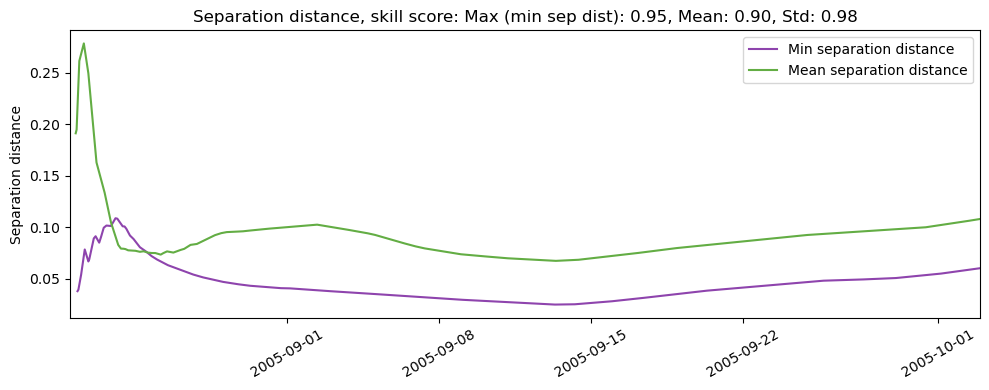 Separation distance, skill score: Max (min sep dist): 0.95, Mean: 0.90, Std: 0.98
Min separation distance
Mean separation distance
Separation distance
0.25
0.20
0.15
0.10
0.05
2005-09-01
2005-09-08
2005-09-15
2005-09-22
2005-10-01